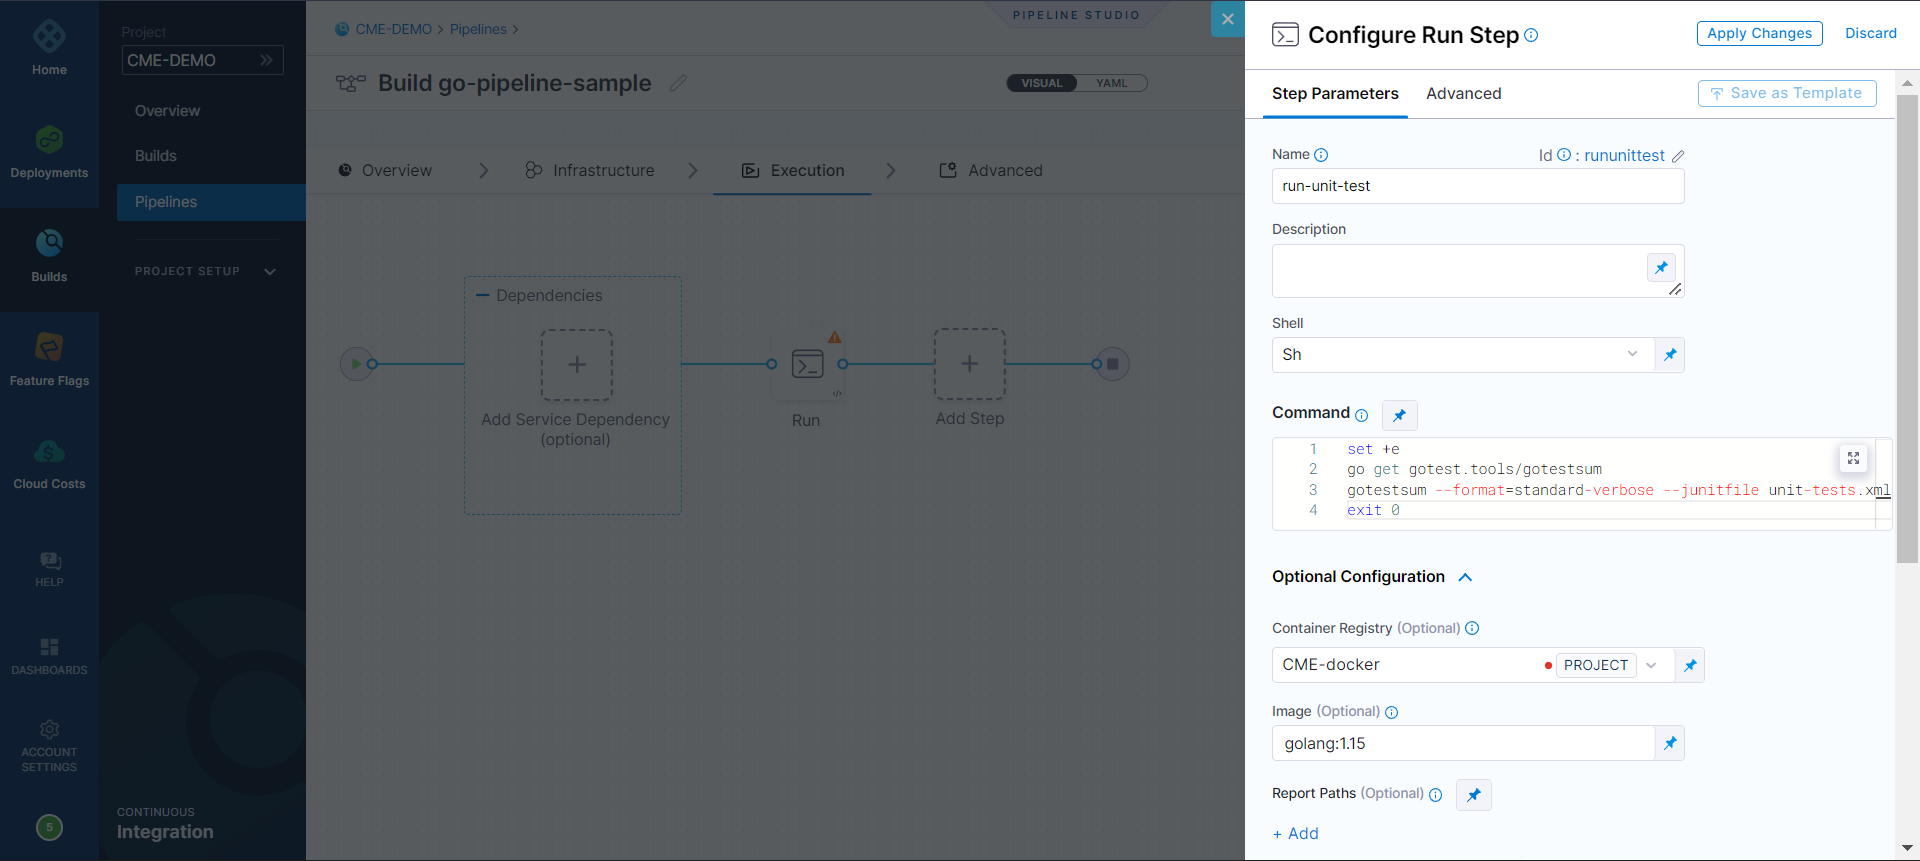 Home
Deployments
Builds
Feature Flags
Cloud Costs
HELP
DASHBOARDS
ACCOUNT
SETTINGS
5
Project
CME-DEMO
Overview
Builds
Pipelines
PROJECT SETUP
CONTINUOUS
Integration
CME-DEMO > Pipelines >
PIPELINE STUDIO
Build go-pipeline-sample
VISUAL YAML
Overview
Infrastructure
Execution
Advanced
Dependencies
Add Service Dependency
(optional)
Run
Add Step
Configure Run Step
Apply Changes
Discard
Step Parameters
Advanced
Save as Template
Name
Id : rununittest
run-unit-test
Description
Shell
Sh
Command
1 set +e
2 go get gotest.tools/gotestsum
3 gotestsum --format=standard-verbose --junitfile unit-tests.xml
4 exit 0
Optional Configuration
Container Registry (Optional)
CME-docker PROJECT
Image (Optional)
golang:1.15
Report Paths (Optional)
+ Add